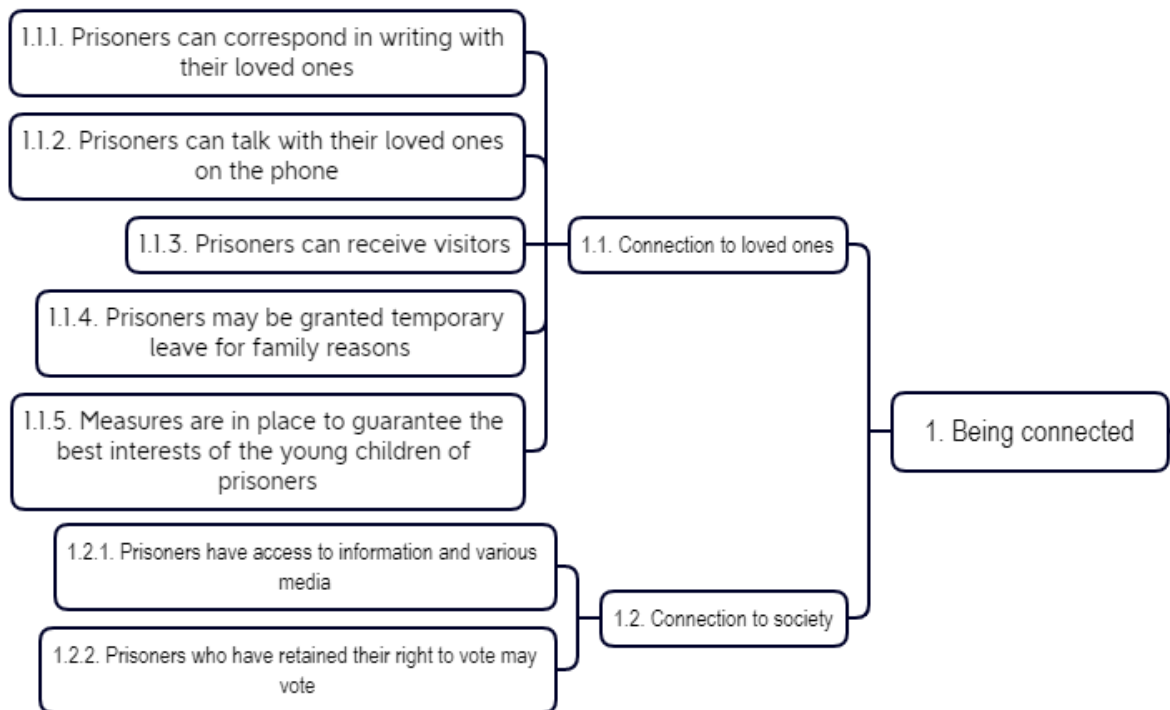 1.1.1. Prisoners can correspond in writing with
their loved ones
1.1.2. Prisoners can talk with their loved ones
on the phone
1.1.3. Prisoners can receive visitors
1.1.4. Prisoners may be granted temporary
leave for family reasons
1.1.5. Measures are in place to guarantee the
best interests of the young children of
prisoners
1.1. Connection to loved ones
1.2.1. Prisoners have access to information and various
media
1.2.2. Prisoners who have retained their right to vote may
vote
1.2. Connection to society
1. Being connected